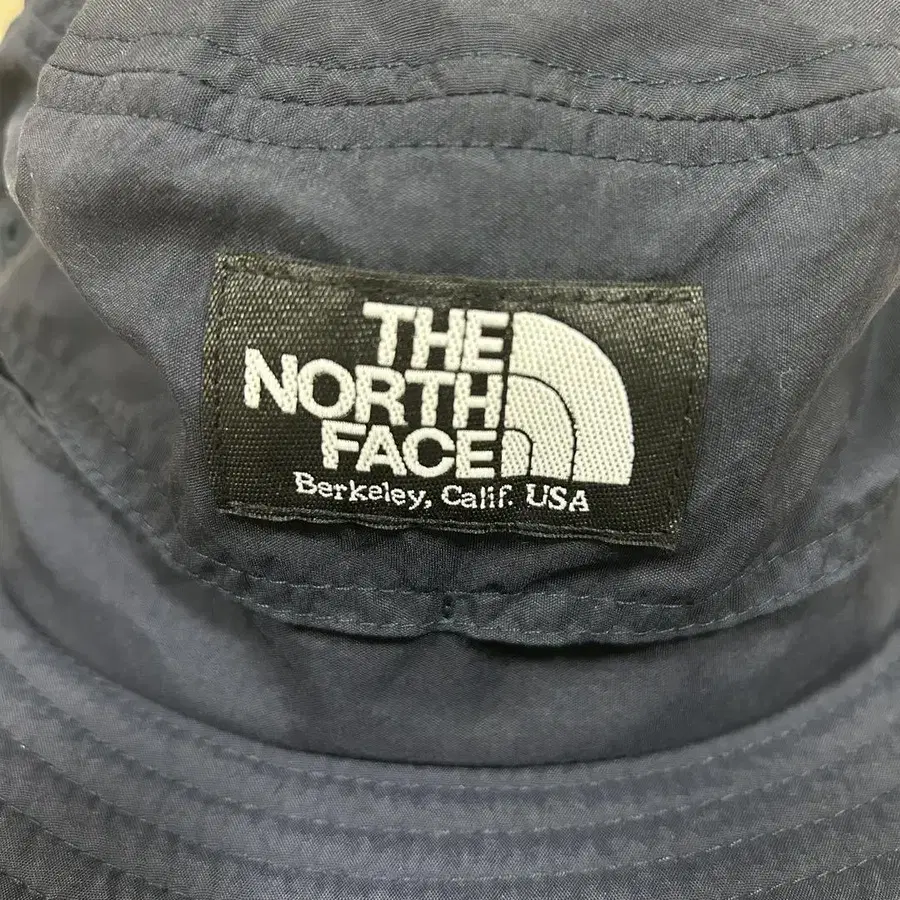 THE
NORTH
FACE
Berkeley, Calif. USA